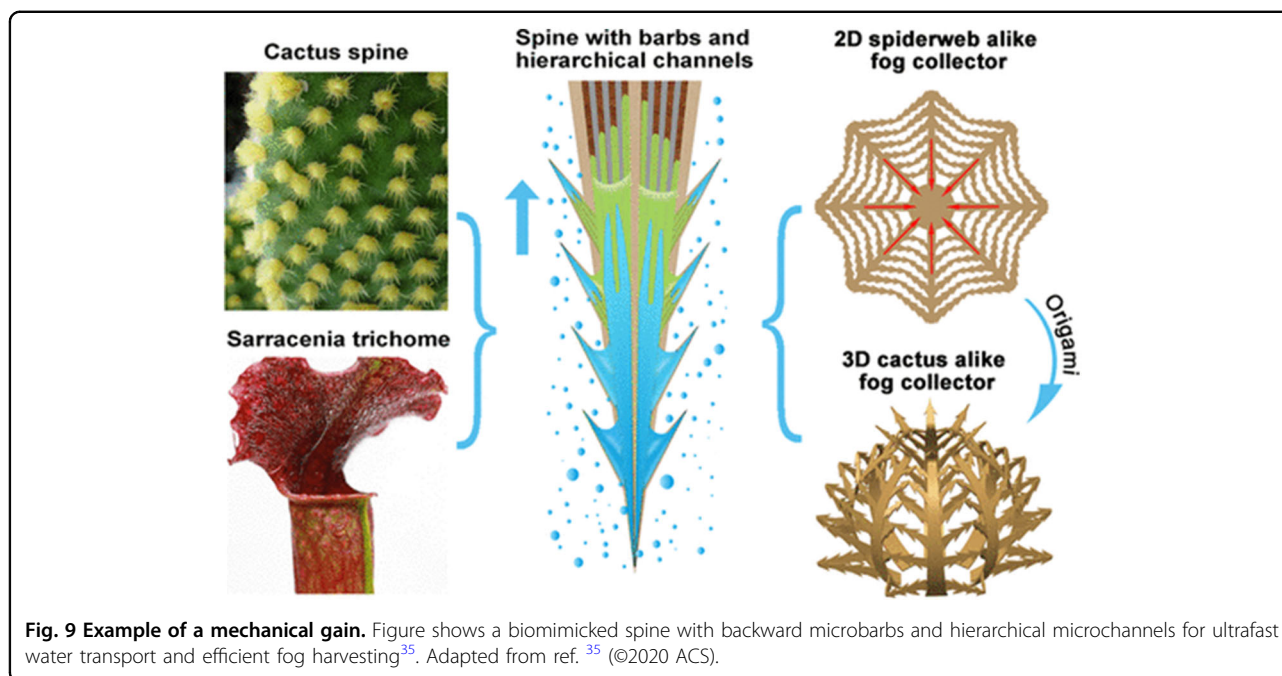 Cactus spine
Spine with barbs and
hierarchical channels
2D spiderweb alike
fog collector
Sarracenia trichome
Origami
3D cactus alike
fog collector
Fig. 9 Example of a mechanical gain. Figure shows a biomimicked spine with backward microbarbs and hierarchical microchannels for ultrafast
water transport and efficient fog harvesting35. Adapted from ref. 35 (©2020 ACS).